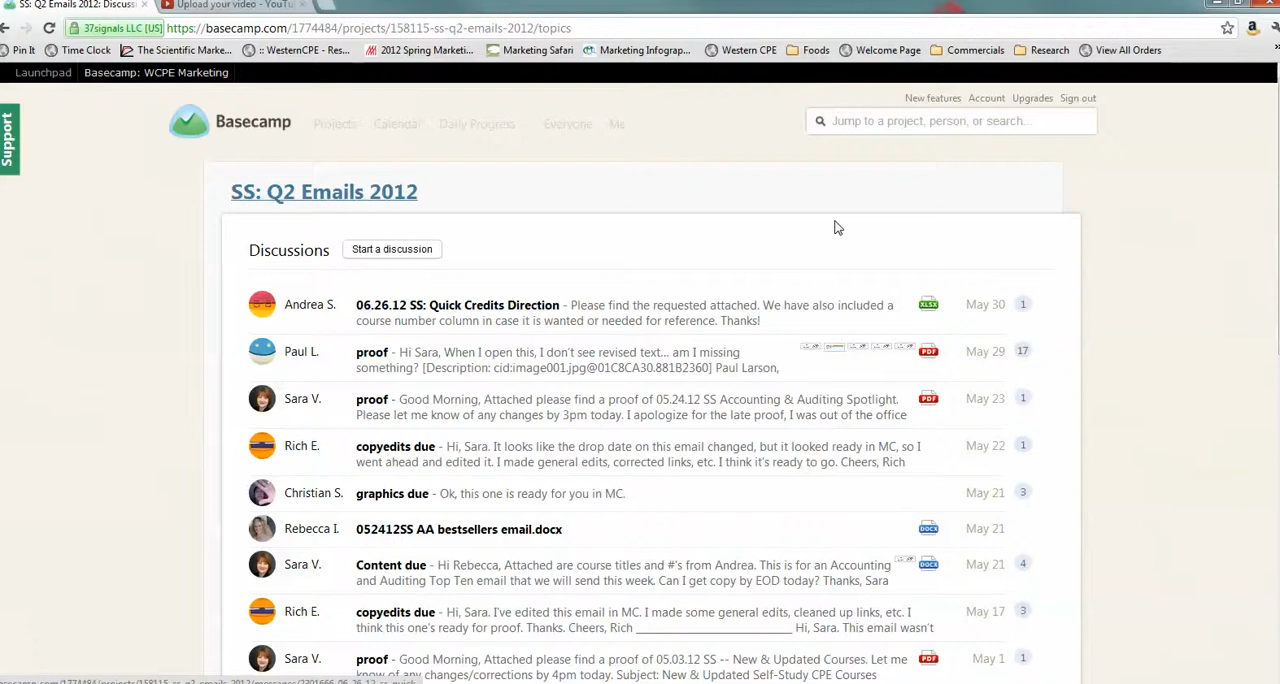 SS: Q2 Emails 2012: Discus
Upload your video - YouTu
37signals LLC [US] https://basecamp.com/1774484/projects/158115-ss-q2-emails-2012/topics
Pin It Time Clock The Scientific Marke... :: WesternCPE - Res... 2012 Spring Marketi... Marketing Safari Marketing Infograp... Western CPE Foods Welcome Page Commercials Research View All Orders
Launchpad Basecamp: WCPE Marketing
New features Account Upgrades Sign out
Support
Basecamp Projects Calendar Daily Progress Everyone Me
Jump to a project, person, or search...
SS: Q2 Emails 2012
Discussions Start a discussion
Andrea S. 06.26.12 SS: Quick Credits Direction - Please find the requested attached. We have also included a XLSX May 30 1
course number column in case it is wanted or needed for reference. Thanks!
Paul L. proof - Hi Sara, When I open this, I don't see revised text... am I missing PDF May 29 17
something? [Description: cid:image001.jpg@01C8CA30.881B2360] Paul Larson,
Sara V. proof - Good Morning, Attached please find a proof of 05.24.12 SS Accounting & Auditing Spotlight. PDF May 23 1
Please let me know of any changes by 3pm today. I apologize for the late proof, I was out of the office
Rich E. copyedits due - Hi, Sara. It looks like the drop date on this email changed, but it looked ready in MC, so I May 22 1
went ahead and edited it. I made general edits, corrected links, etc. I think it's ready to go. Cheers, Rich
Christian S. graphics due - Ok, this one is ready for you in MC. May 21 3
Rebecca I. 052412SS AA bestsellers email.docx DOCX May 21
Sara V. Content due - Hi Rebecca, Attached are course titles and #'s from Andrea. This is for an Accounting DOCX May 21 4
and Auditing Top Ten email that we will send this week. Can I get copy by EOD today? Thanks, Sara
Rich E. copyedits due - Hi, Sara. I've edited this email in MC. I made some general edits, cleaned up links, etc. I May 17 3
think this one's ready for proof. Thanks. Cheers, Rich ______________________ Hi, Sara. This email wasn't
Sara V. proof - Good Morning, Attached please find a proof of 05.03.12 SS -- New & Updated Courses. Let me PDF May 1 1
know of any changes/corrections by 4pm today. Subject: New & Updated Self-Study CPE Courses